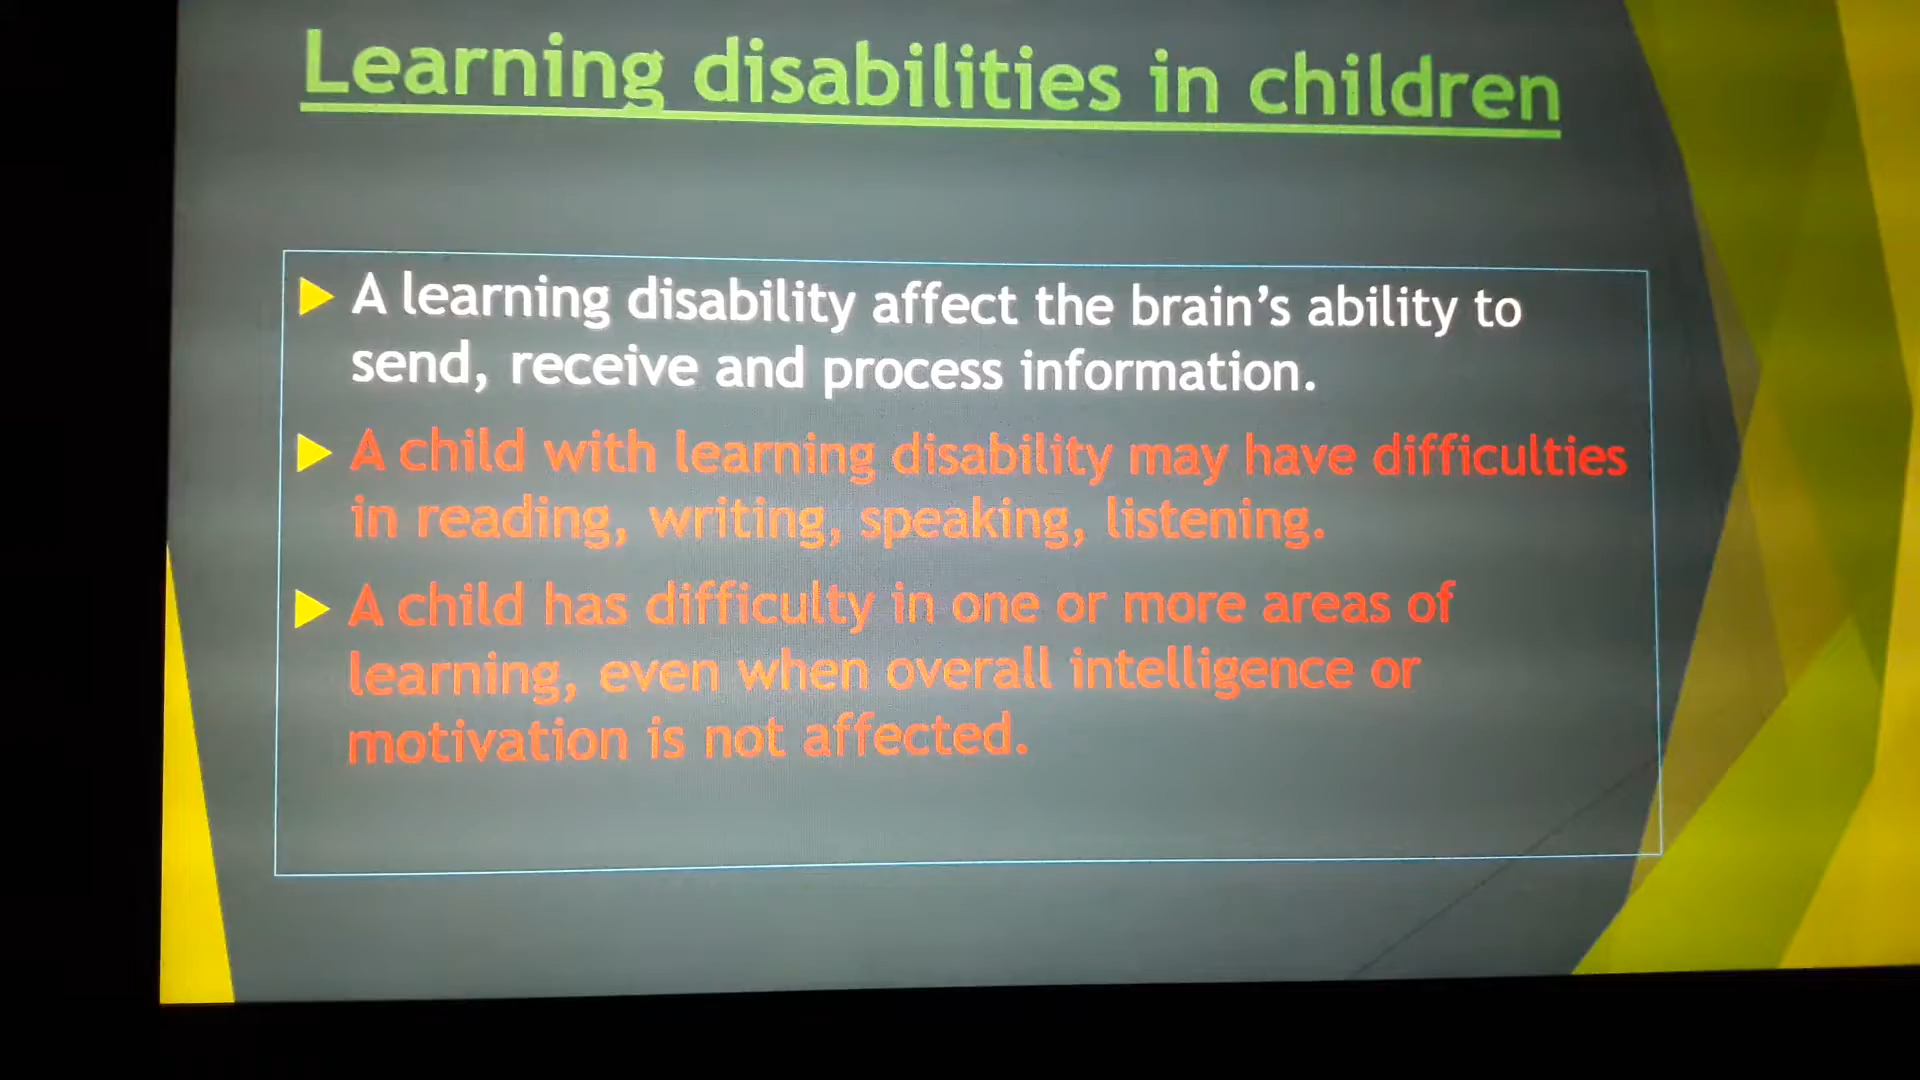 Learning disabilities in children
A learning disability affect the brain's ability to
send, receive and process information.
A child with learning disability may have difficulties
in reading, writing, speaking, listening.
A child has difficulty in one or more areas of
learning, even when overall intelligence or
motivation is not affected.